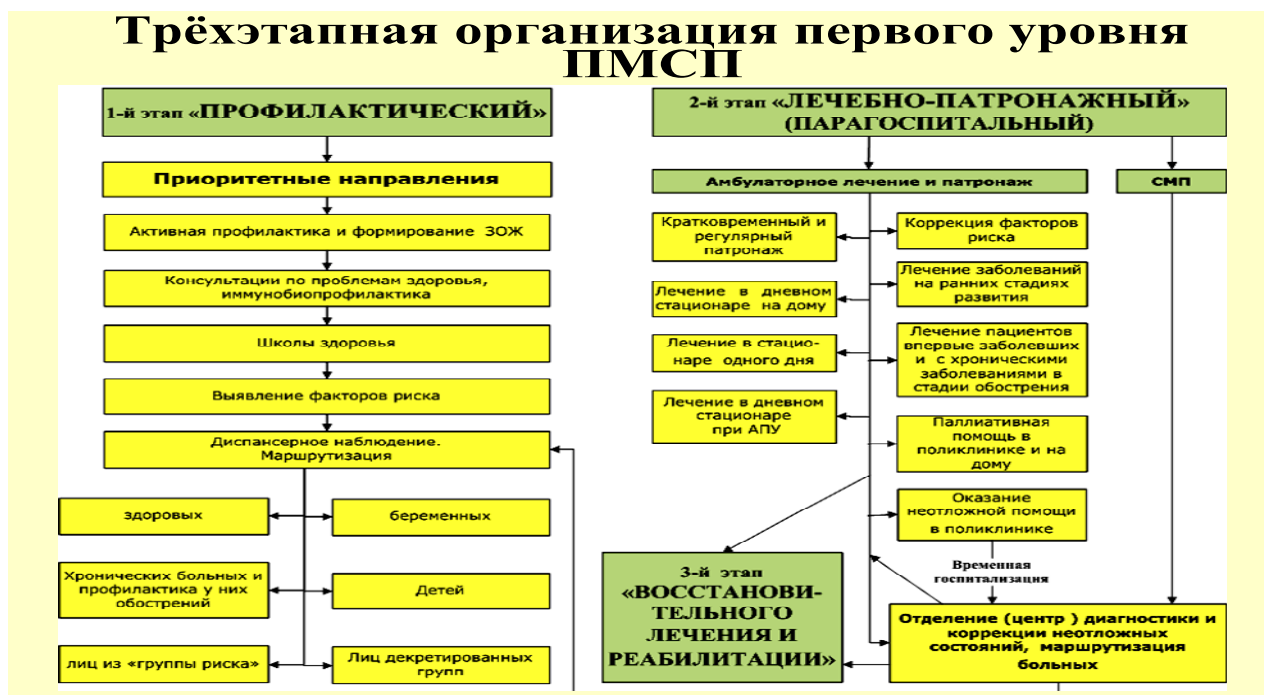 Трёхэтапная организация первого уровня
ПМСП
1-й этап «ПРОФИЛАКТИЧЕСКИЙ»
Приоритетные направления
Активная профилактика и формирование ЗОЖ
Консультации по проблемам здоровья,
иммунобиопрофилактика
Школы здоровья
Выявление факторов риска
Диспансерное наблюдение.
Маршрутизация
здоровых
беременных
Хронических больных и
профилактика у них
обострений
Детей
лиц из «группы риска»
Лиц декретированных
групп
2-й этап «ЛЕЧЕБНО-ПАТРОНАЖНЫЙ»
(ПАРАГОСПИТАЛЬНЫЙ)
Амбулаторное лечение и патронаж
СМП
Кратковременный и
регулярный
патронаж
Лечение в дневном
стационаре на дому
Лечение в стацио-
наре одного дня
Лечение в дневном
стационаре
при АПУ
Коррекция факторов
риска
Лечение заболеваний
на ранних стадиях
развития
Лечение пациентов
впервые заболевших
и с хроническими
заболеваниями в
стадии обострения
Паллиативная
помощь в
поликлинике и на
дому
Оказание
неотложной помощи
в поликлинике
Временная
госпитализация
3-й этап
«ВОССТАНОВИ-
ТЕЛЬНОГО
ЛЕЧЕНИЯ И
РЕАБИЛИТАЦИИ»
Отделение (центр ) диагностики и
коррекции неотложных
состояний, маршрутизация
больных